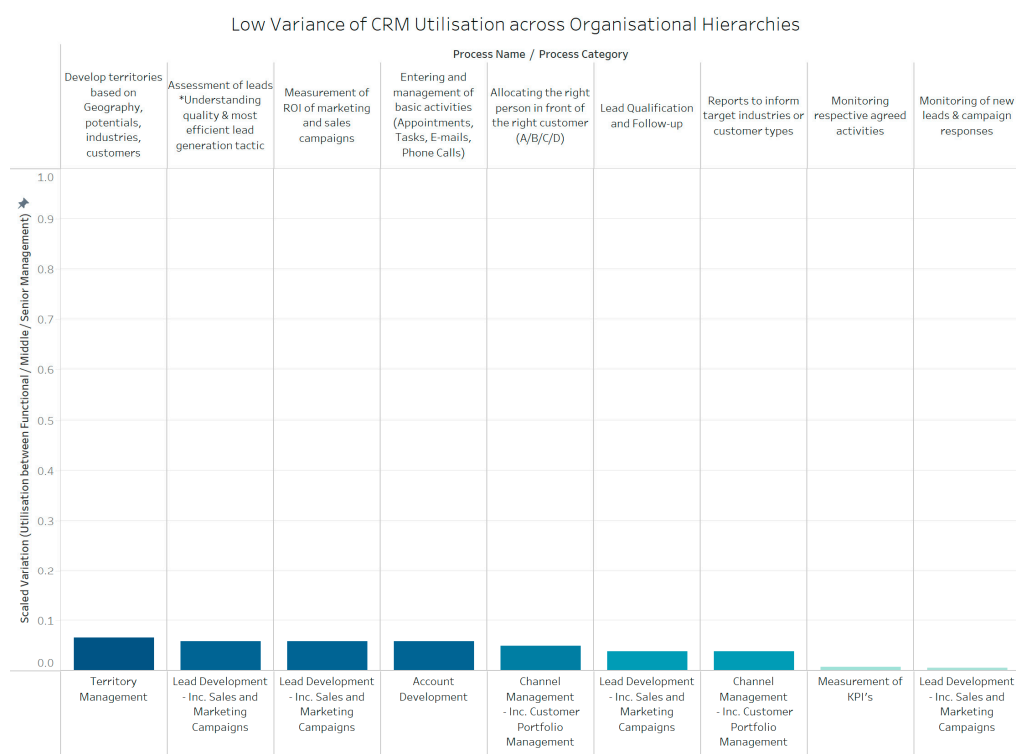 Low Variance of CRM Utilisation across Organisational Hierarchies
Process Name / Process Category
Develop territories
based on
Geography,
potentials,
industries,
customers
Assessment of leads
*Understanding
quality & most
efficient lead
generation tactic
Measurement of
ROI of marketing
and sales
campaigns
Entering and
management of
basic activities
(Appointments,
Tasks, E-mails,
Phone Calls)
Allocating the right
person in front of
the right customer
(A/B/C/D)
Lead Qualification
and Follow-up
Reports to inform
target industries or
customer types
Monitoring
respective agreed
activities
Monitoring of new
leads & campaign
responses
Scaled Variation (Utilisation between Functional / Middle / Senior Management)
1.0
0.9
0.8
0.7
0.6
0.5
0.4
0.3
0.2
0.1
0.0
Territory
Management
Lead Development
- Inc. Sales and
Marketing
Campaigns
Lead Development
- Inc. Sales and
Marketing
Campaigns
Account
Development
Channel
Management
- Inc. Customer
Portfolio
Management
Lead Development
- Inc. Sales and
Marketing
Campaigns
Channel
Management
- Inc. Customer
Portfolio
Management
Measurement of
KPI's
Lead Development
- Inc. Sales and
Marketing
Campaigns